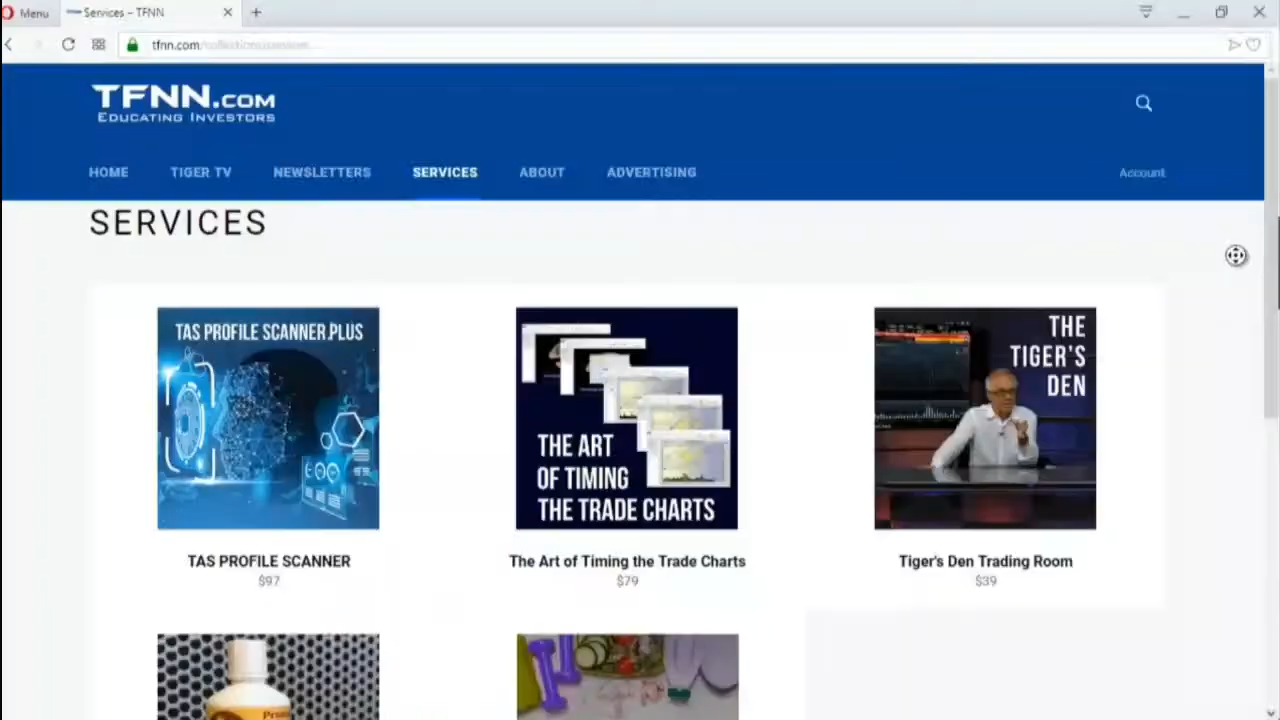 Menu
Services – TFNN
tfnn.com/collections/services
TFNN.COM
EDUCATING INVESTORS
HOME TIGER TV NEWSLETTERS SERVICES ABOUT ADVERTISING Account
SERVICES
TAS PROFILE SCANNER PLUS
THE ART
OF TIMING
THE TRADE CHARTS
THE
TIGER'S
DEN
TAS PROFILE SCANNER
$97
The Art of Timing the Trade Charts
$79
Tiger's Den Trading Room
$39